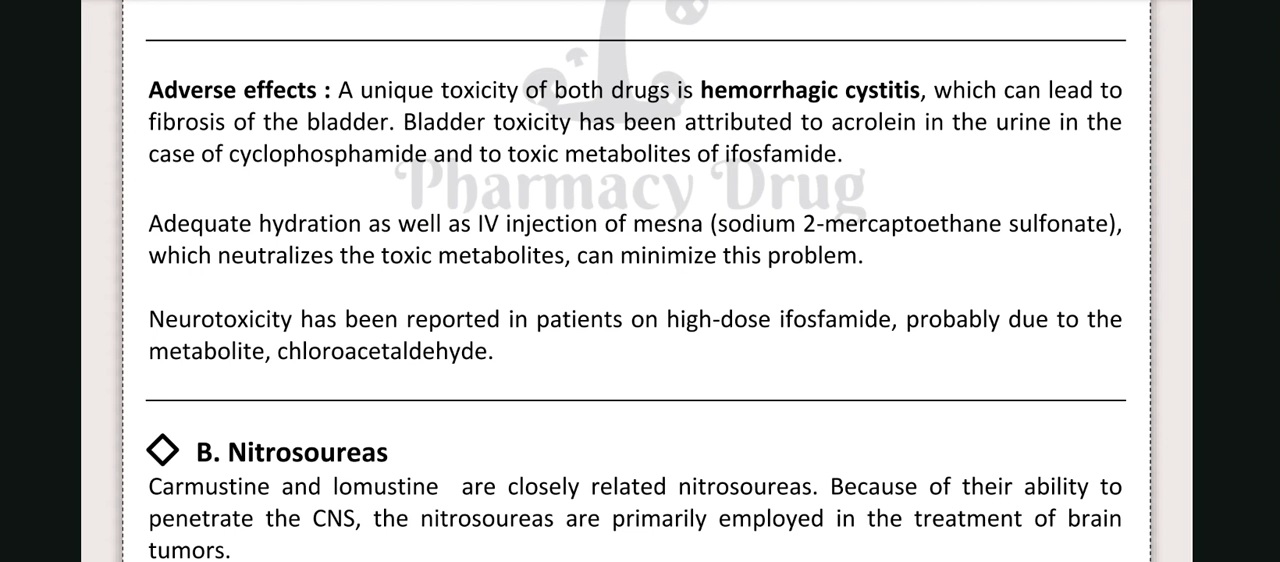 Adverse effects : A unique toxicity of both drugs is hemorrhagic cystitis, which can lead to
fibrosis of the bladder. Bladder toxicity has been attributed to acrolein in the urine in the
case of cyclophosphamide and to toxic metabolites of ifosfamide.
Pharmacy Drug
Adequate hydration as well as IV injection of mesna (sodium 2-mercaptoethane sulfonate),
which neutralizes the toxic metabolites, can minimize this problem.
Neurotoxicity has been reported in patients on high-dose ifosfamide, probably due to the
metabolite, chloroacetaldehyde.
B. Nitrosoureas
Carmustine and lomustine are closely related nitrosoureas. Because of their ability to
penetrate the CNS, the nitrosoureas are primarily employed in the treatment of brain
tumors.